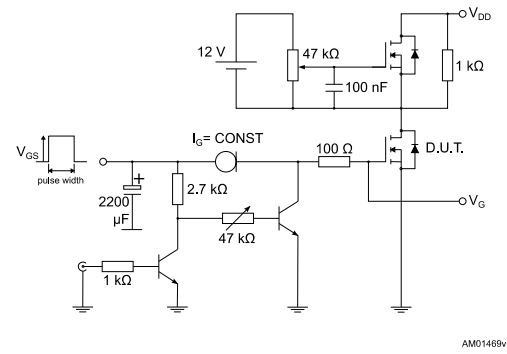 V_DD
12 V
47 kΩ
1 kΩ
100 nF
I_G= CONST
V_GS
pulse width
100 Ω
D.U.T.
2.7 kΩ
2200
μF
47 kΩ
V_G
1 kΩ
AM01469v